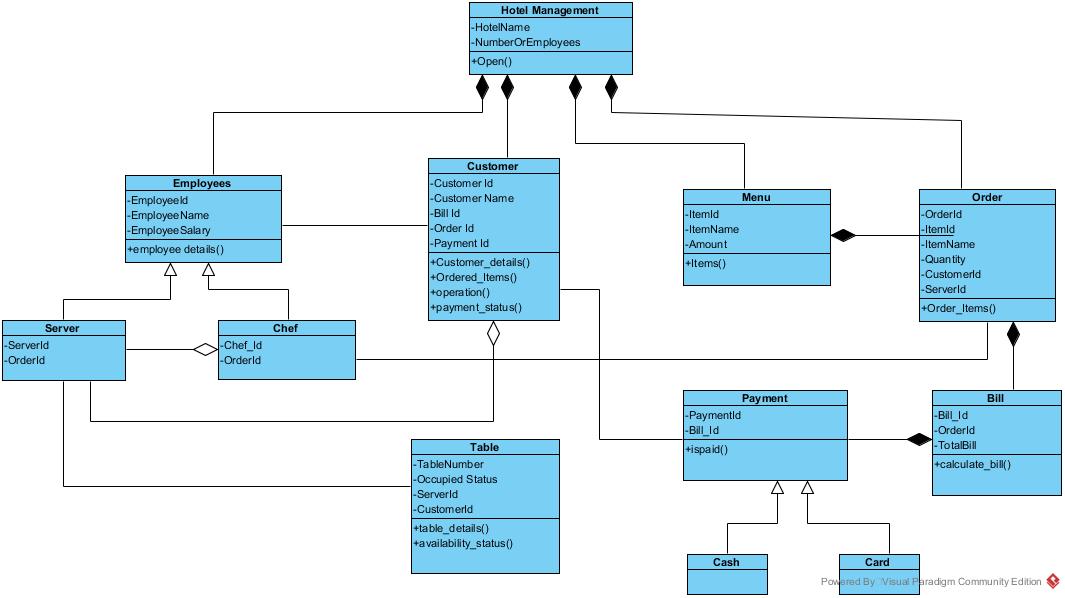 Hotel Management
-HotelName
-NumberOrEmployees
+Open()
Employees
-EmployeeId
-EmployeeName
-EmployeeSalary
+employee details()
Customer
-Customer Id
-Customer Name
-Bill Id
-Order Id
-Payment Id
+Customer_details()
+Ordered_Items()
+operation()
+payment_status()
Menu
-ItemId
-ItemName
-Amount
+Items()
Order
-OrderId
-ItemId
-ItemName
-Quantity
-CustomerId
-ServerId
+Order_Items()
Server
-ServerId
-OrderId
Chef
-Chef_Id
-OrderId
Table
-TableNumber
-Occupied Status
-ServerId
-CustomerId
+table_details()
+availability_status()
Payment
-PaymentId
-Bill_Id
+ispaid()
Bill
-Bill_Id
-OrderId
-TotalBill
+calculate_bill()
Cash
Card
Powered By Visual Paradigm Community Edition